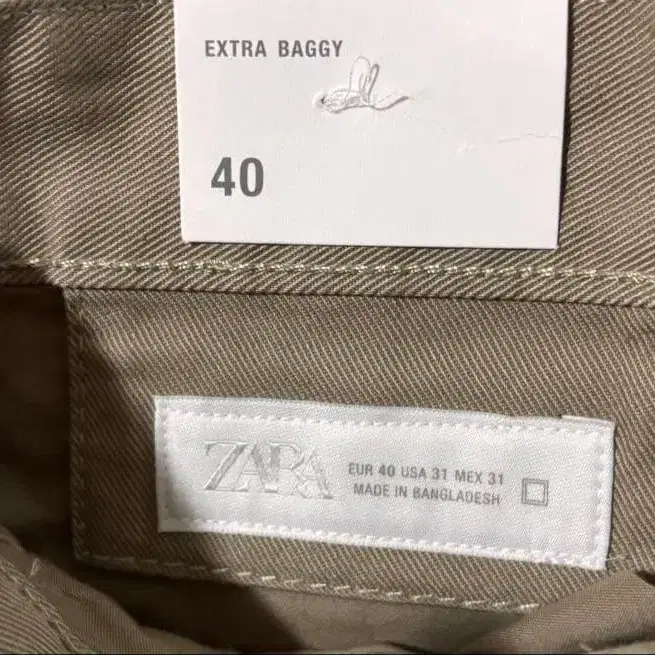 EXTRA BAGGY
40
ZARA
EUR 40 USA 31 MEX 31
MADE IN BANGLADESH